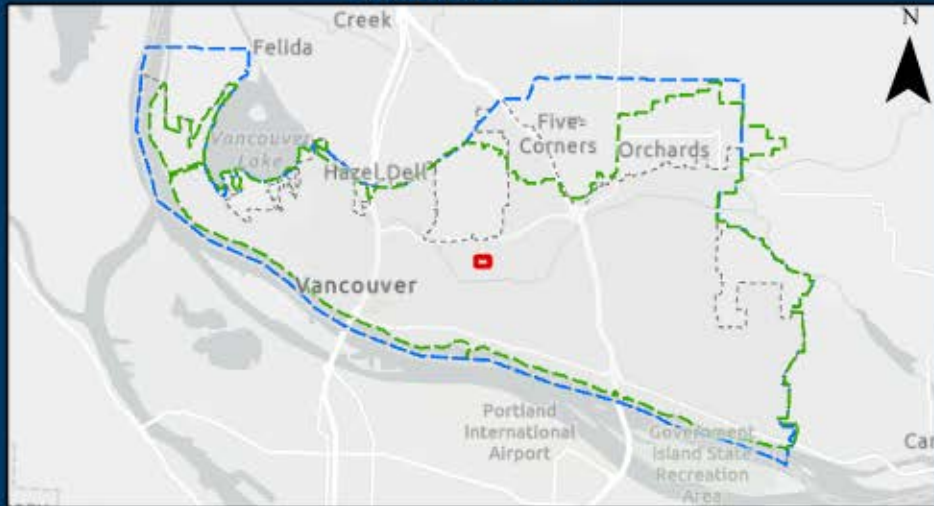 Creek
N
Felida
Vancouver
Lake
Five
Corners
Orchards
Hazel Dell
Vancouver
Portland
International
Airport
Government
Island State
Recreation
Area